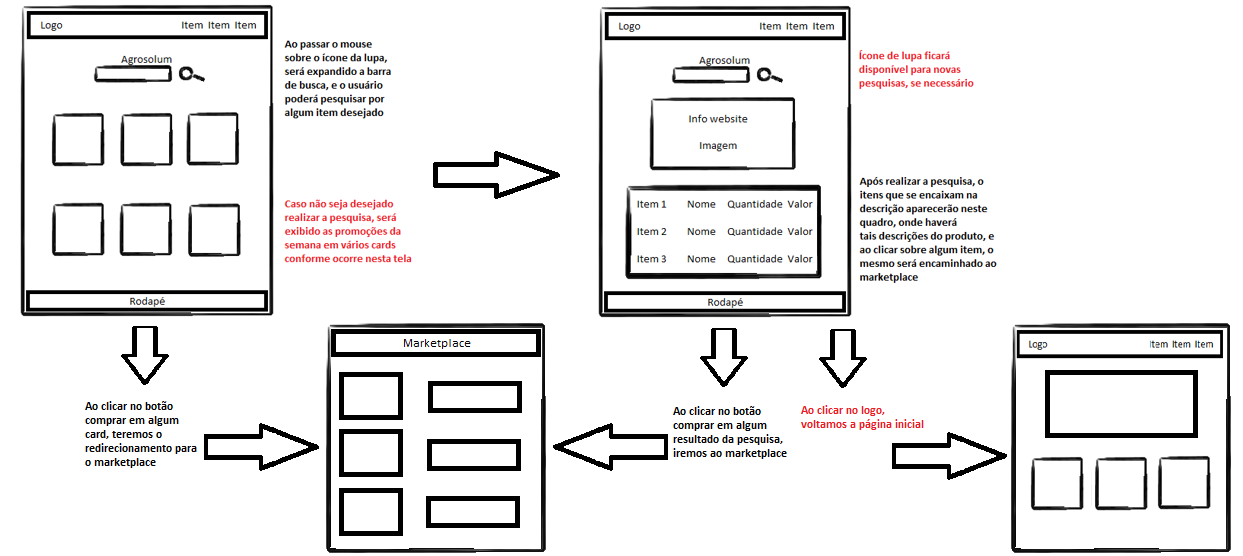 Logo
Item Item Item
Agrosolum
Ao passar o mouse
sobre o ícone da lupa,
será expandido a barra
de busca, e o usuário
poderá pesquisar por
algum item desejado
Caso não seja desejado
realizar a pesquisa, será
exibido as promoções da
semana em vários cards
conforme ocorre nesta tela
Rodapé
Logo
Item Item Item
Agrosolum
Info website
Imagem
Item 1 Nome Quantidade Valor
Item 2 Nome Quantidade Valor
Item 3 Nome Quantidade Valor
Rodapé
Ícone de lupa ficará
disponível para novas
pesquisas, se necessário
Após realizar a pesquisa, o
itens que se encaixam na
descrição aparecerão neste
quadro, onde haverá
tais descrições do produto, e
ao clicar sobre algum item, o
mesmo será encaminhado ao
marketplace
Ao clicar no botão
comprar em algum
card, teremos o
redirecionamento para
o marketplace
Marketplace
Ao clicar no botão
comprar em algum
resultado da pesquisa,
iremos ao marketplace
Ao clicar no logo,
voltamos a página inicial
Logo
Item Item Item